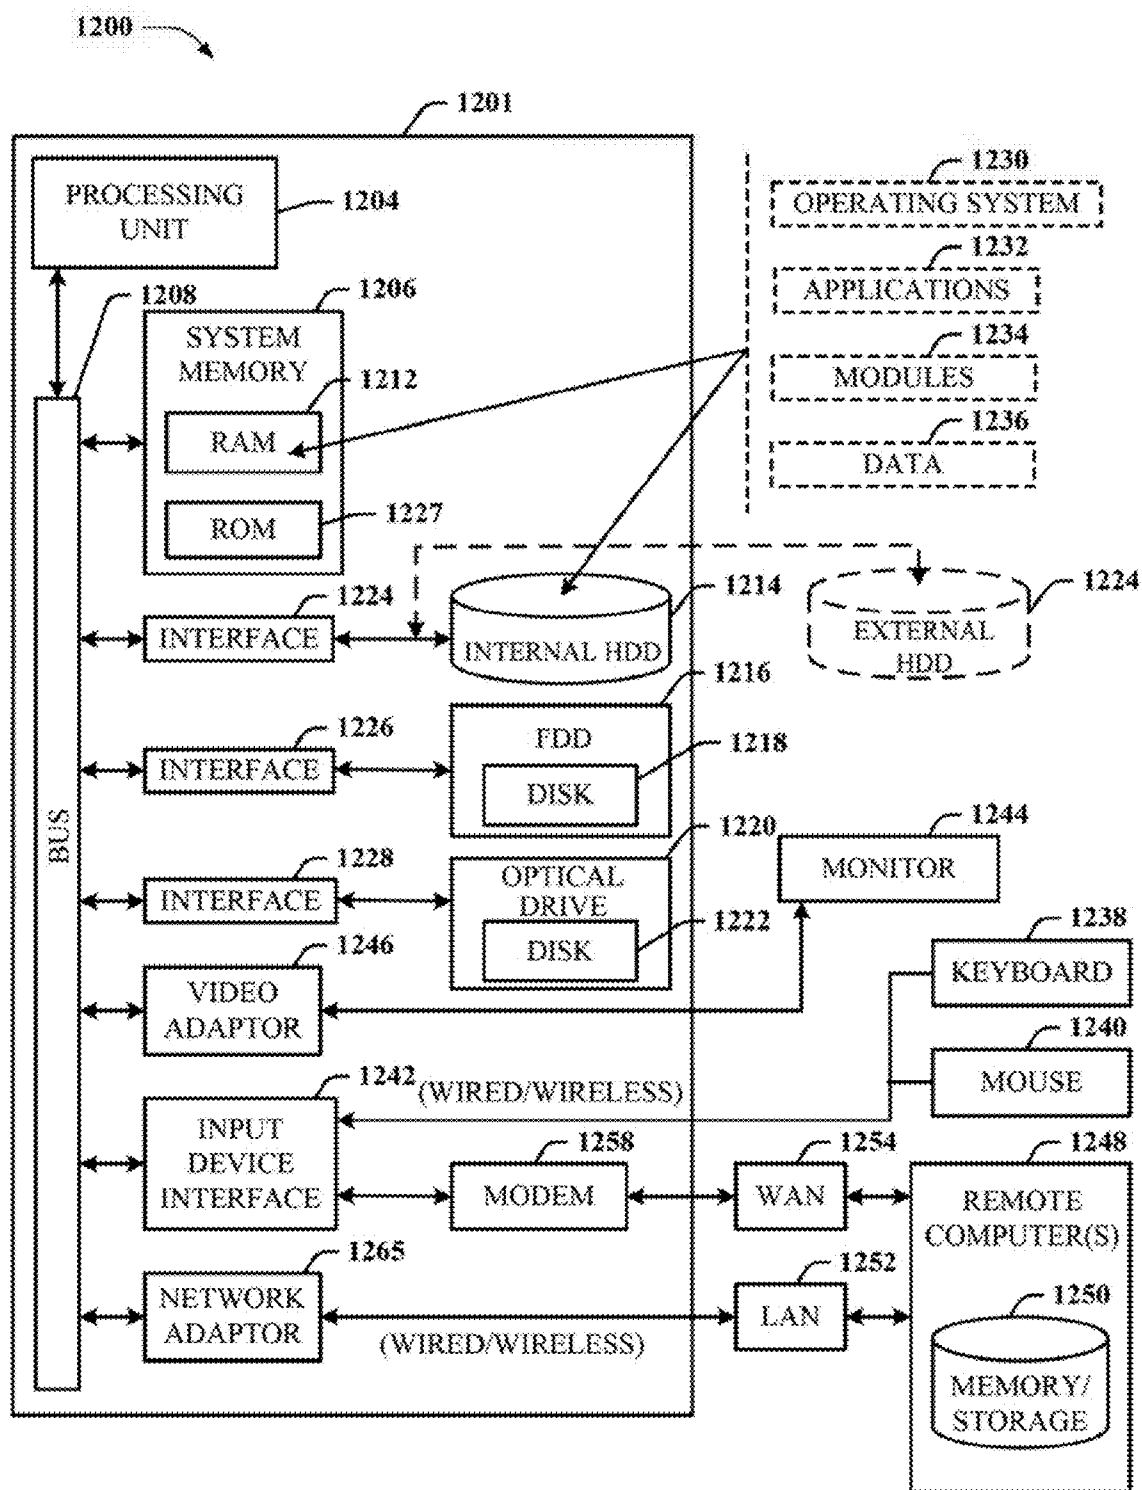 1200
1201
PROCESSING
UNIT
1204
1208
1206
SYSTEM
MEMORY
1212
RAM
ROM
1227
1230
OPERATING SYSTEM
1232
APPLICATIONS
1234
MODULES
1236
DATA
1224
INTERFACE
1214
INTERNAL HDD
1224
EXTERNAL
HDD
1226
INTERFACE
1216
FDD
1218
DISK
BUS
1228
INTERFACE
1220
OPTICAL
DRIVE
1222
DISK
1244
MONITOR
1246
VIDEO
ADAPTOR
1238
KEYBOARD
1240
MOUSE
1242
(WIRED/WIRELESS)
INPUT
DEVICE
INTERFACE
1258
MODEM
1254
WAN
1248
REMOTE
COMPUTER(S)
1265
NETWORK
ADAPTOR
(WIRED/WIRELESS)
1252
LAN
1250
MEMORY/
STORAGE